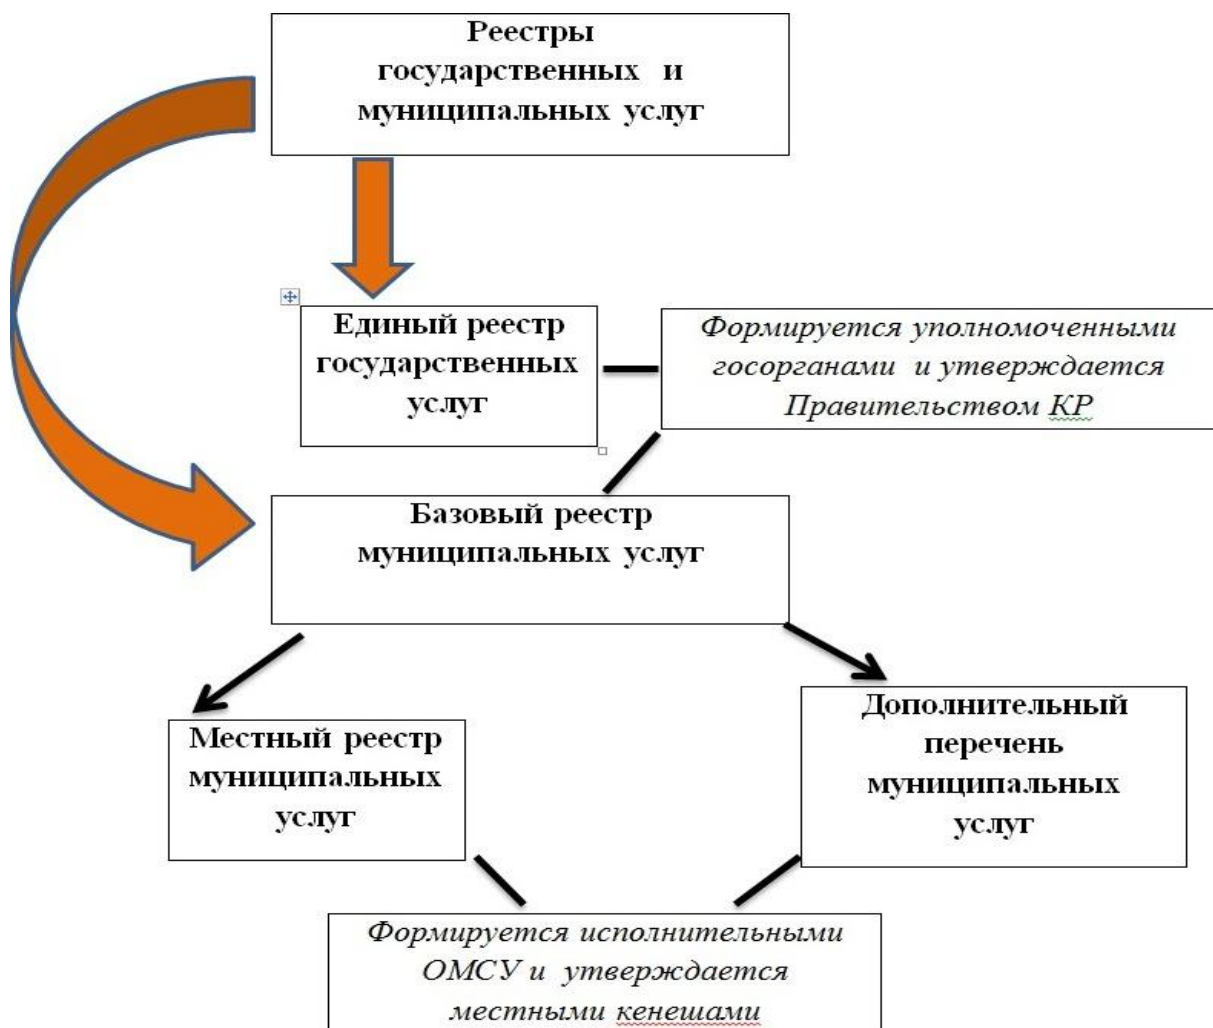 Реестры
государственных и
муниципальных услуг
Единый реестр
государственных
услуг
Формируется уполномоченными
госорганами и утверждается
Правительством КР
Базовый реестр
муниципальных услуг
Местный реестр
муниципальных
услуг
Дополнительный
перечень
муниципальных
услуг
Формируется исполнительными
ОМСУ и утверждается
местными кенешами